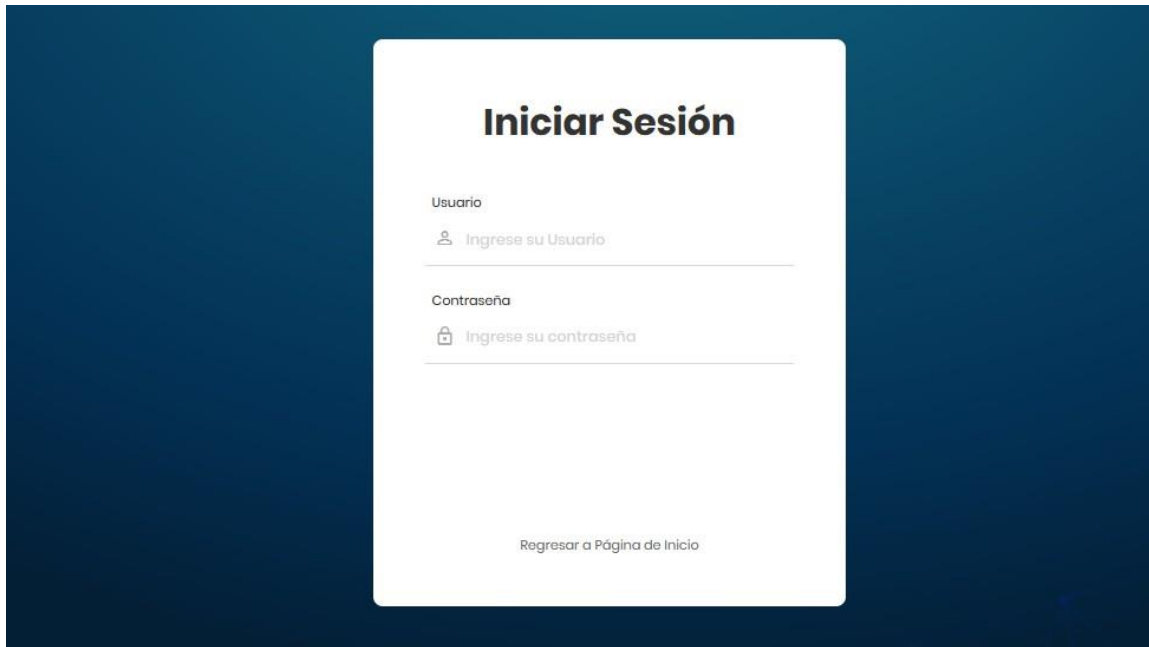 Iniciar Sesión
Usuario
Ingrese su Usuario
Contraseña
Ingrese su contraseña
Regresar a Página de Inicio